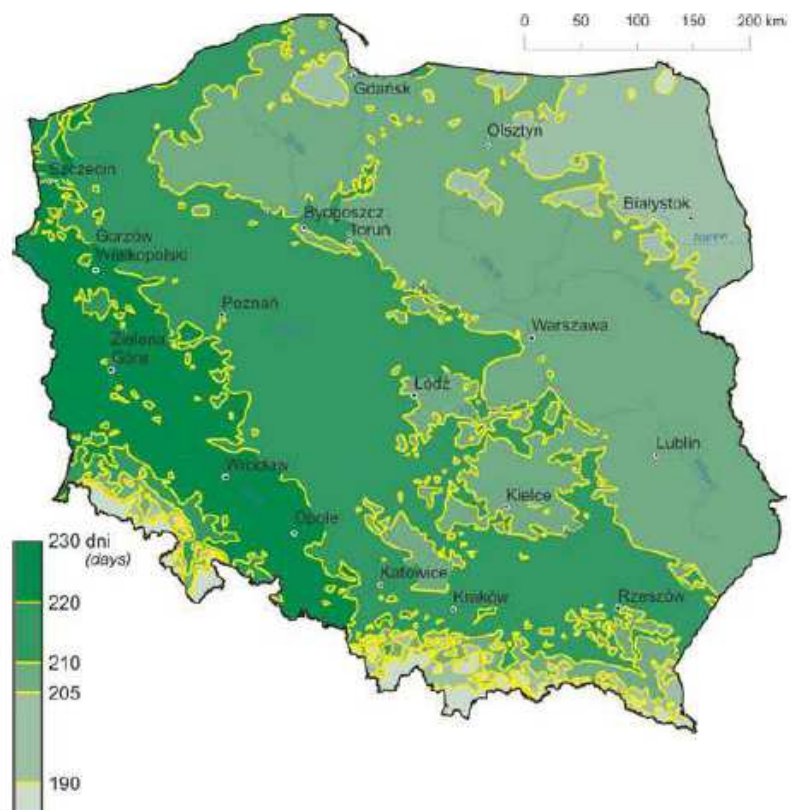 0 50 100 150 200 km
Gdańsk
Olsztyn
Szczecin
Białystok
Bydgoszcz
Toruń
Gorzów
Wielkopolski
Poznań
Warszawa
Zielona
Góra
Łódź
Lublin
Wrocław
Kielce
Opole
230 dni
(days)
Katowice
Kraków
Rzeszów
220
210
205
190